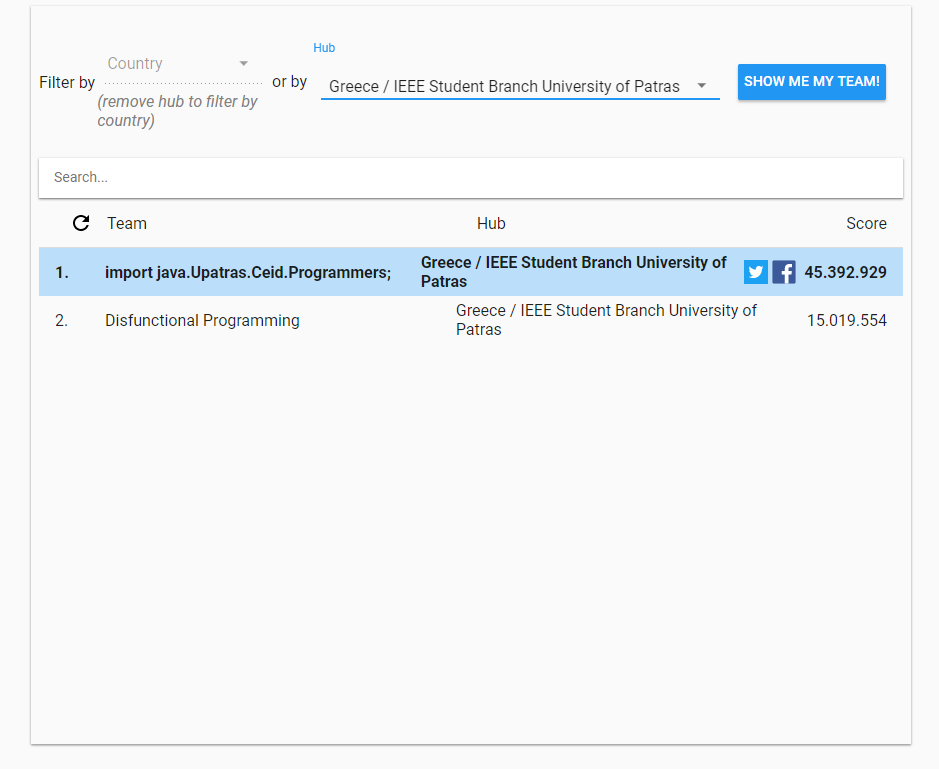 Hub
Country
Filter by
or by
Greece / IEEE Student Branch University of Patras
SHOW ME MY TEAM!
(remove hub to filter by
country)
Search...
Team Hub Score
1. import java.Upatras.Ceid.Programmers; Greece / IEEE Student Branch University of
Patras
45.392.929
2. Disfunctional Programming Greece / IEEE Student Branch University of
Patras
15.019.554